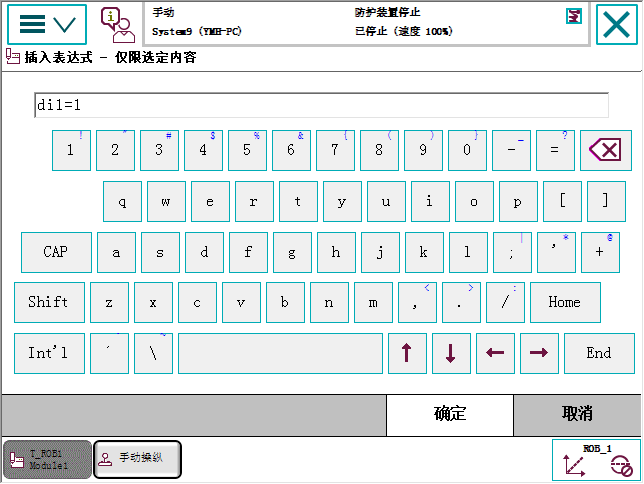 手动
防护装置停止
System9 (YMH-PC)
已停止 (速度 100%)
插入表达式 - 仅限选定内容
di1=1
1 ! 2 " 3 # 4 $ 5 % 6 & 7 { 8 ( 9 ) 0 } - _ = ?
q w e r t y u i o p [ ]
CAP a s d f g h j k l ; | ' * + @
Shift z x c v b n m , < . > / : Home
Int'l ´ ` \ ~ ↑ ↓ ← → End
确定 取消
T_ROB1
Module1
手动操纵
ROB_1